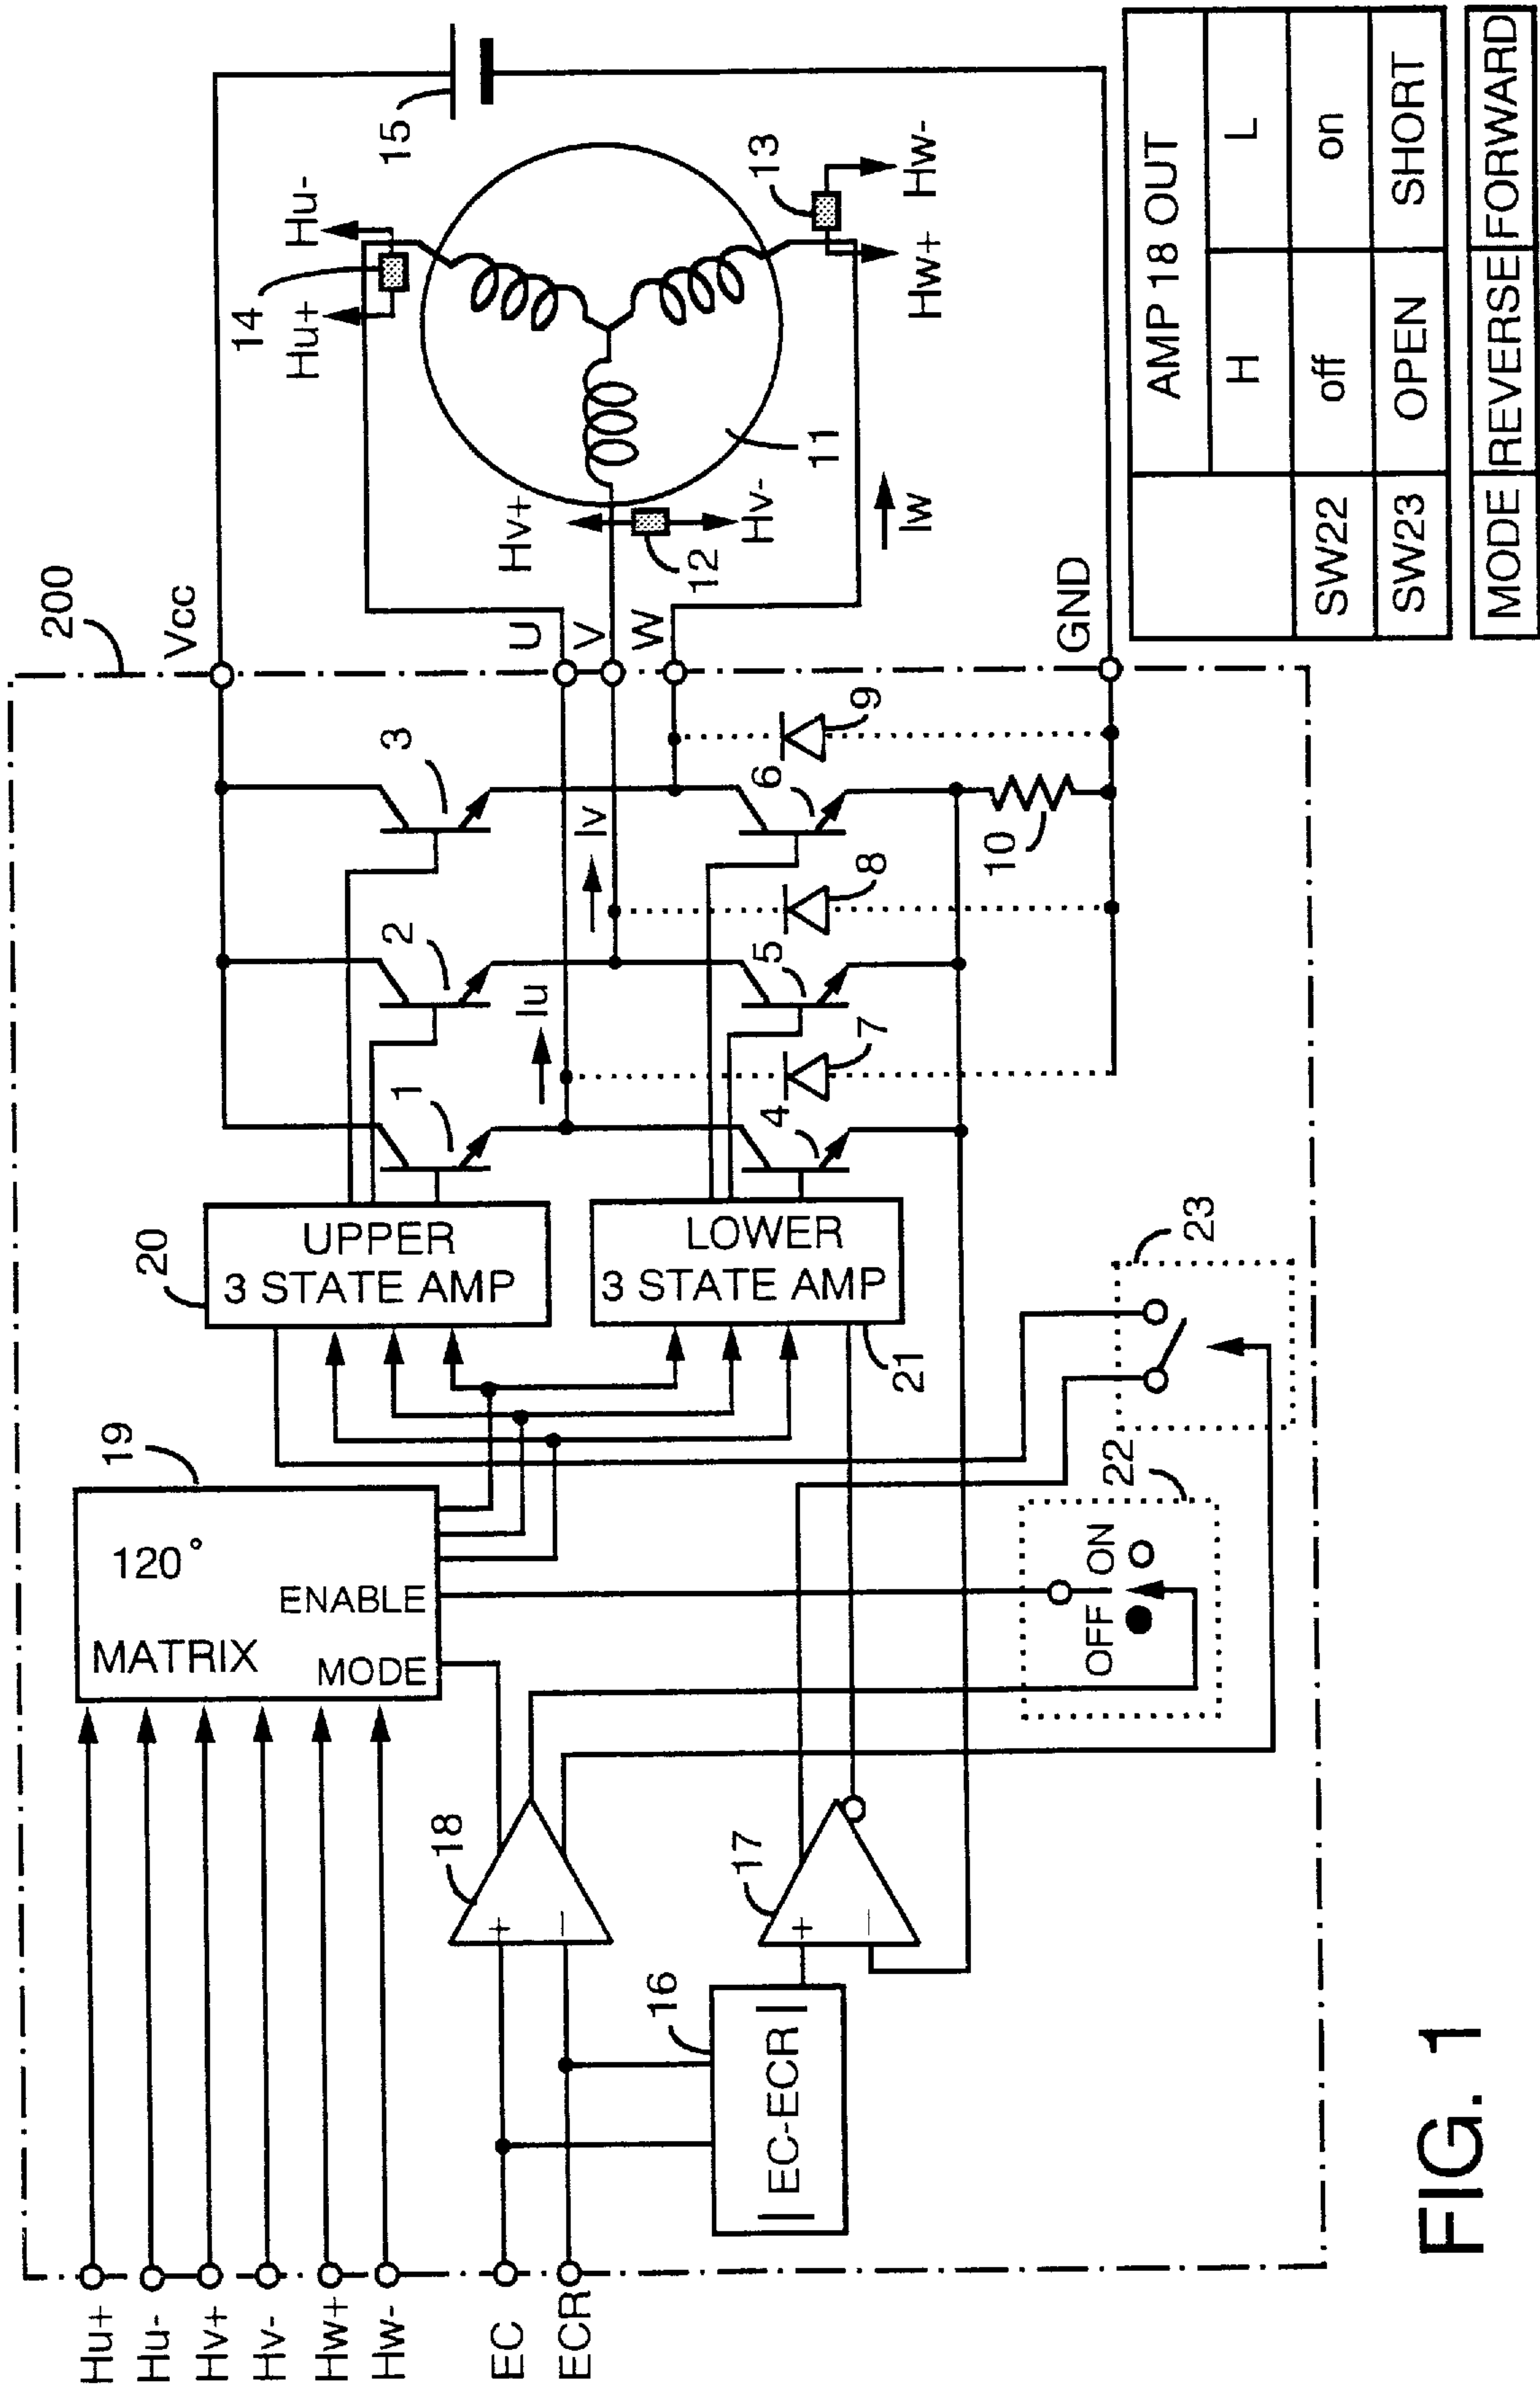 200
Vcc
15
14
Hu+
Hu-
20
UPPER
3 STATE AMP
1
2
3
19
120°
MATRIX
ENABLE
MODE
Hu+
Hu-
Hv+
Hv-
Hw+
Hw-
EC
ECR
18
+
−
Iu
Iv
U
V
W
Hv+
Hv-
12
11
13
Hw+
Hw-
Iw
LOWER
3 STATE AMP
21
4
5
6
7
8
9
10
GND
16
|EC-ECR|
17
+
−
22
OFF
ON
23
AMP 18 OUT
H L
SW22 off on
SW23 OPEN SHORT
MODE REVERSE FORWARD
FIG. 1